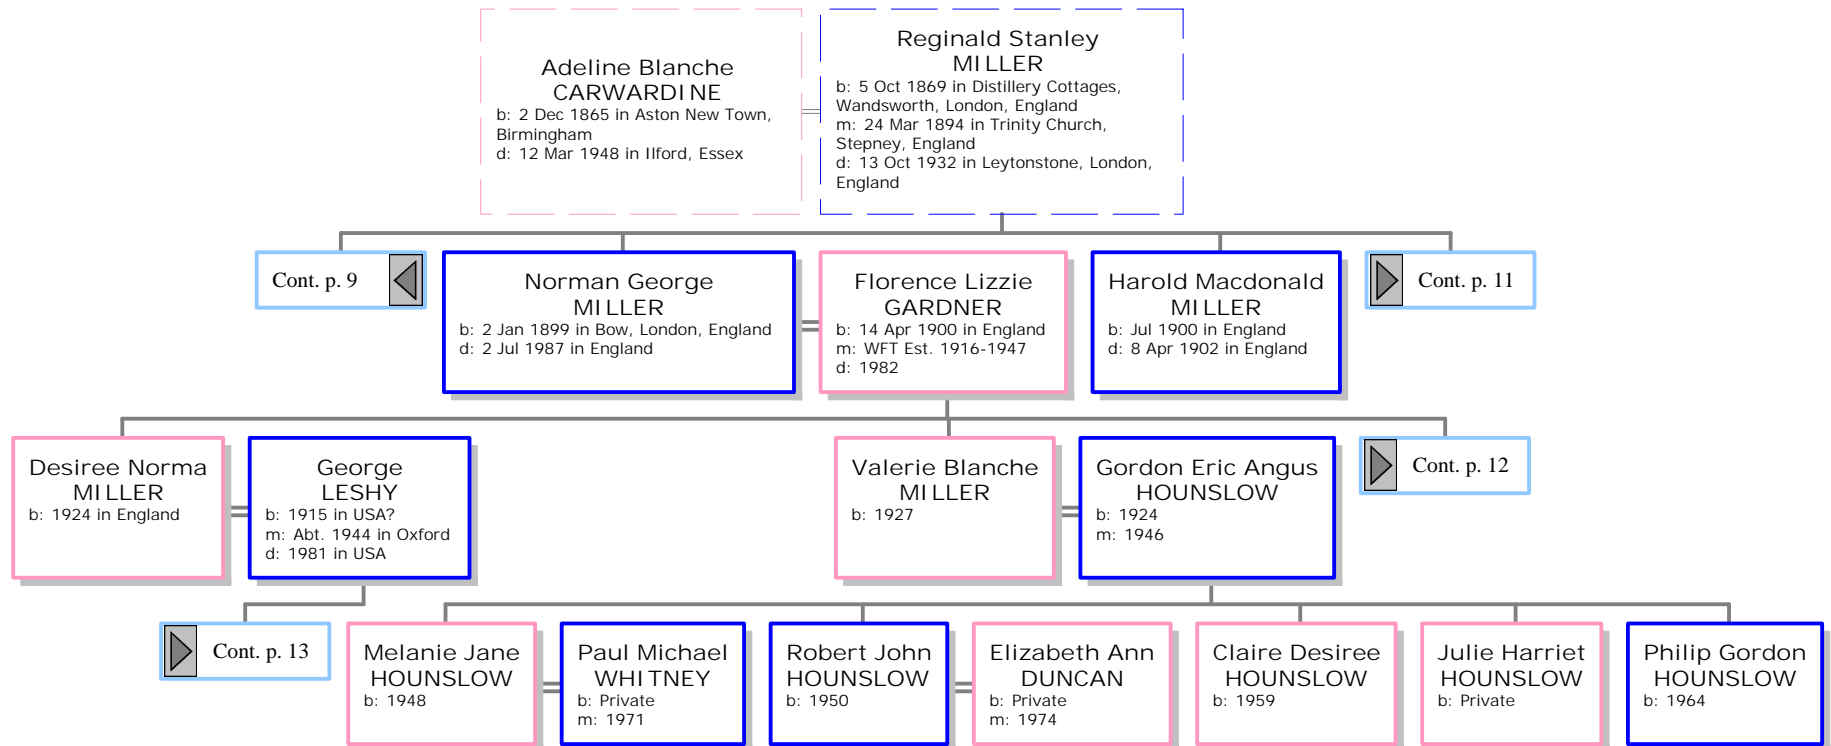 Adeline Blanche
CARWARDINE
b: 2 Dec 1865 in Aston New Town,
Birmingham
d: 12 Mar 1948 in Ilford, Essex
Reginald Stanley
MILLER
b: 5 Oct 1869 in Distillery Cottages,
Wandsworth, London, England
m: 24 Mar 1894 in Trinity Church,
Stepney, England
d: 13 Oct 1932 in Leytonstone, London,
England
Cont. p. 9
Norman George
MILLER
b: 2 Jan 1899 in Bow, London, England
d: 2 Jul 1987 in England
Florence Lizzie
GARDNER
b: 14 Apr 1900 in England
m: WFT Est. 1916-1947
d: 1982
Harold Macdonald
MILLER
b: Jul 1900 in England
d: 8 Apr 1902 in England
Cont. p. 11
Desiree Norma
MILLER
b: 1924 in England
George
LESHY
b: 1915 in USA?
m: Abt. 1944 in Oxford
d: 1981 in USA
Valerie Blanche
MILLER
b: 1927
Gordon Eric Angus
HOUNSLOW
b: 1924
m: 1946
Cont. p. 12
Cont. p. 13
Melanie Jane
HOUNSLOW
b: 1948
Paul Michael
WHITNEY
b: Private
m: 1971
Robert John
HOUNSLOW
b: 1950
Elizabeth Ann
DUNCAN
b: Private
m: 1974
Claire Desiree
HOUNSLOW
b: 1959
Julie Harriet
HOUNSLOW
b: Private
Philip Gordon
HOUNSLOW
b: 1964